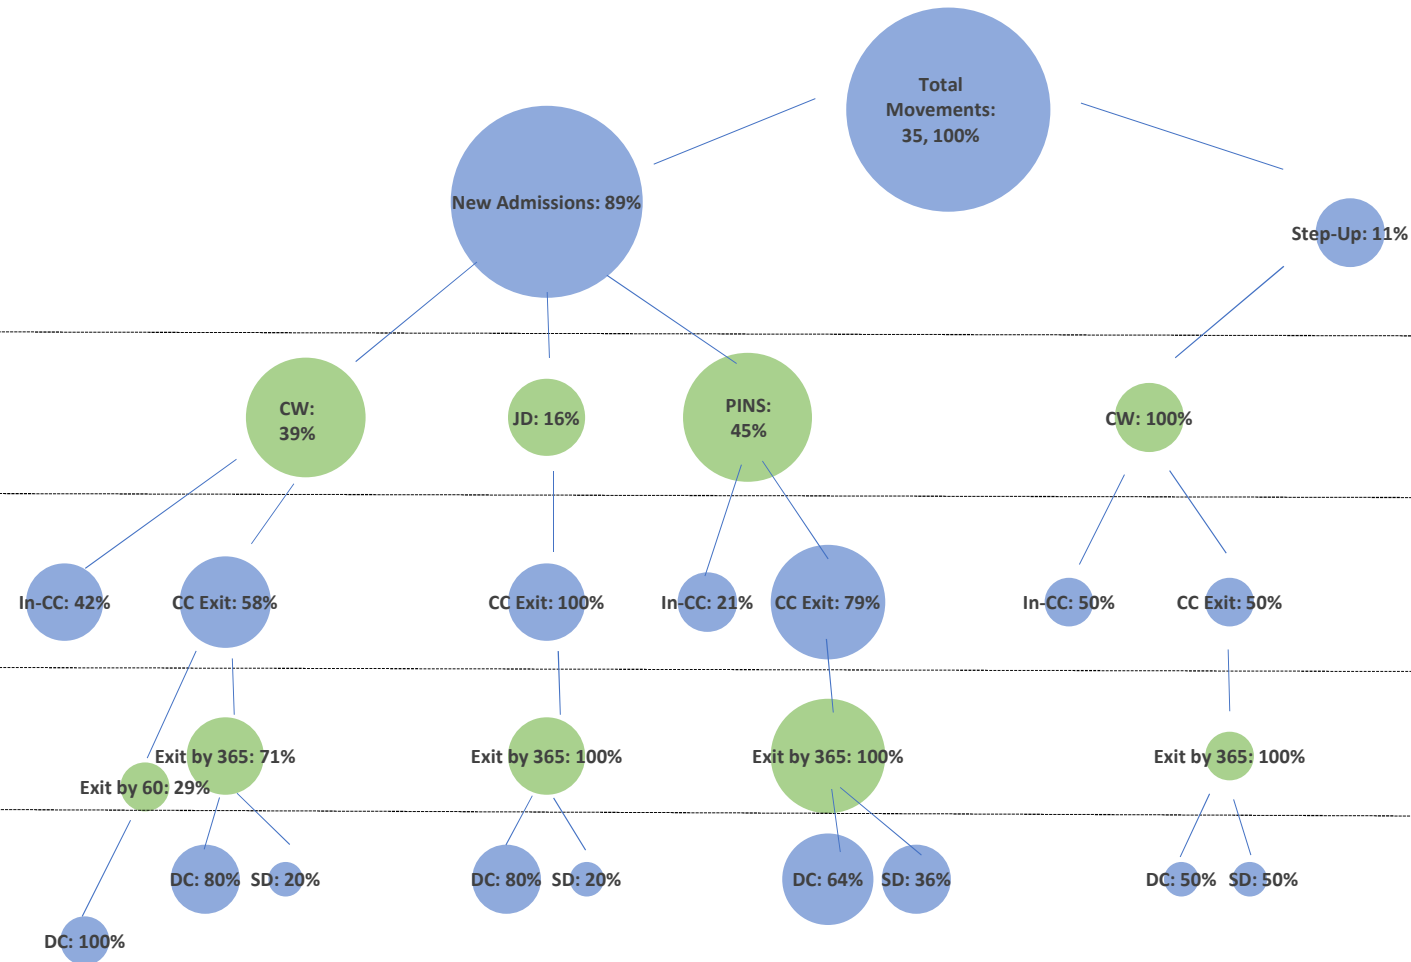 Total
Movements:
35, 100%
New Admissions: 89%
Step-Up: 11%
CW:
39%
JD: 16%
PINS:
45%
CW: 100%
In-CC: 42%
CC Exit: 58%
CC Exit: 100%
In-CC: 21%
CC Exit: 79%
In-CC: 50%
CC Exit: 50%
Exit by 365: 71%
Exit by 365: 100%
Exit by 365: 100%
Exit by 365: 100%
Exit by 60: 29%
DC: 80%
SD: 20%
DC: 80%
SD: 20%
DC: 64%
SD: 36%
DC: 50%
SD: 50%
DC: 100%